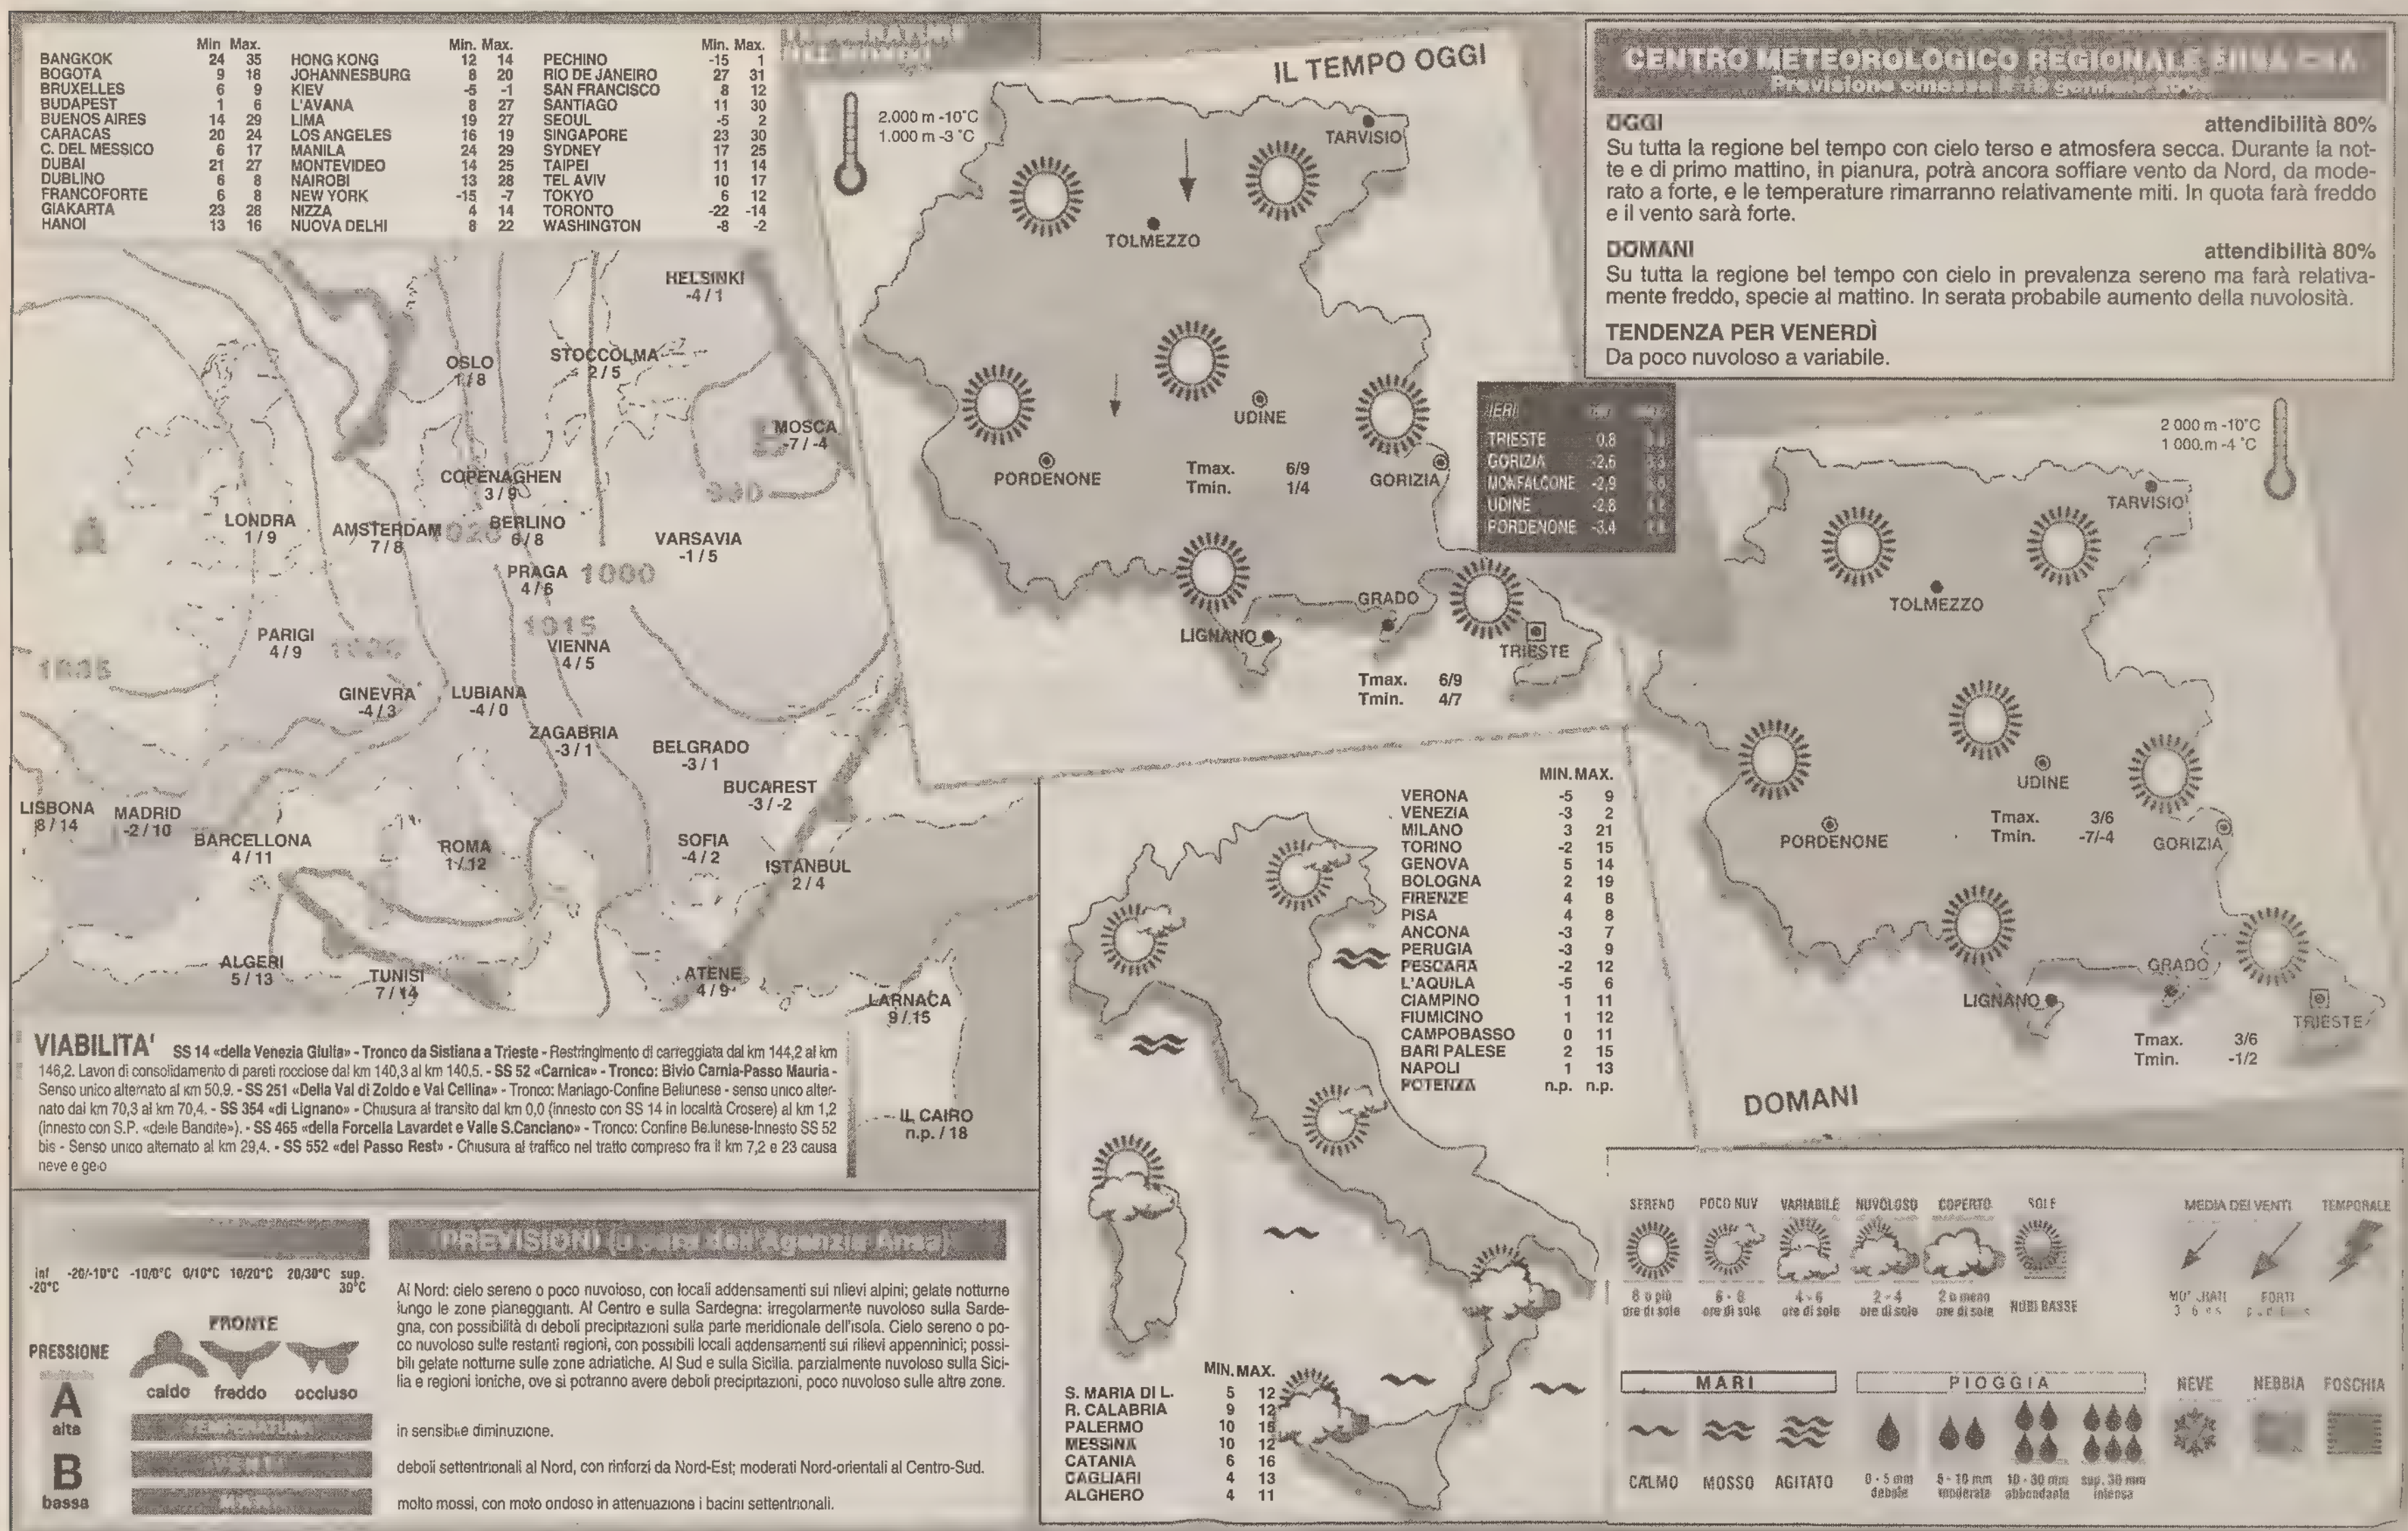 Min Max. Min. Max. Min. Max.
BANGKOK 24 35 HONG KONG 12 14 PECHINO -15 1
BOGOTA 9 18 JOHANNESBURG 8 20 RIO DE JANEIRO 27 31
BRUXELLES 6 9 KIEV -5 -1 SAN FRANCISCO 8 12
BUDAPEST 1 6 L'AVANA 8 27 SANTIAGO 11 30
BUENOS AIRES 14 29 LIMA 19 27 SEOUL -5 2
CARACAS 20 24 LOS ANGELES 16 19 SINGAPORE 23 30
C. DEL MESSICO 6 17 MANILA 24 29 SYDNEY 17 25
DUBAI 21 27 MONTEVIDEO 14 25 TAIPEI 11 14
DUBLINO 6 8 NAIROBI 13 28 TEL AVIV 10 17
FRANCOFORTE 6 8 NEW YORK -15 -7 TOKYO 6 12
GIAKARTA 23 28 NIZZA 4 14 TORONTO -22 -14
HANOI 13 16 NUOVA DELHI 8 22 WASHINGTON -8 -2
HELSINKI
-4 / 1
OSLO
/ 8
STOCCOLMA
2 / 5
MOSCA
-7 / -4
COPENAGHEN
3 / 9
990
LONDRA
1 / 9
AMSTERDAM
7 / 8
1020
BERLINO
6 / 8
VARSAVIA
-1 / 5
A
PRAGA
4 / 6
1000
1015
PARIGI
4 / 9
VIENNA
4 / 5
GINEVRA
-4 / 3
LUBIANA
-4 / 0
ZAGABRIA
-3 / 1
BELGRADO
-3 / 1
BUCAREST
-3 / -2
LISBONA
8 / 14
MADRID
-2 / 10
BARCELLONA
4 / 11
ROMA
1 / 12
SOFIA
-4 / 2
ISTANBUL
2 / 4
ALGERI
5 / 13
TUNISI
7 / 14
ATENE
4 / 9
LARNACA
9 / 15
IL CAIRO
n.p. / 18
VIABILITA' SS 14 «della Venezia Giulia» - Tronco da Sistiana a Trieste - Restringimento di carreggiata dal km 144,2 al km
146,2. Lavori di consolidamento di pareti rocciose dal km 140,3 al km 140,5. - SS 52 «Carnica» - Tronco: Bivio Carnia-Passo Mauria -
Senso unico alternato al km 50,9. - SS 251 «Della Val di Zoldo e Val Cellina» - Tronco: Maniago-Confine Bellunese - senso unico alter-
nato dal km 70,3 al km 70,4. - SS 354 «di Lignano» - Chiusura al transito dal km 0,0 (innesto con SS 14 in località Crosere) al km 1,2
(innesto con S.P. «delle Bandite»). - SS 465 «della Forcella Lavardet e Valle S.Canciano» - Tronco: Confine Bellunese-Innesto SS 52
bis - Senso unico alternato al km 29,4. - SS 552 «del Passo Rest» - Chiusura al traffico nel tratto compreso fra il km 7,2 e 23 causa
neve e gelo
inf -20°C -20/-10°C -10/0°C 0/10°C 10/20°C 20/30°C sup. 30°C
FRONTE
PRESSIONE
caldo freddo occluso
A
alta
B
bassa
TEMPERATURA
MARI
PREVISIONI (a cura dell'Agenzia Ansa)
Al Nord: cielo sereno o poco nuvoloso, con locali addensamenti sui rilievi alpini; gelate notturne
lungo le zone pianeggianti. Al Centro e sulla Sardegna: irregolarmente nuvoloso sulla Sarde-
gna, con possibilità di deboli precipitazioni sulla parte meridionale dell'isola. Cielo sereno o po-
co nuvoloso sulle restanti regioni, con possibili locali addensamenti sui rilievi appenninici; possi-
bili gelate notturne sulle zone adriatiche. Al Sud e sulla Sicilia. parzialmente nuvoloso sulla Sici-
lia e regioni ioniche, ove si potranno avere deboli precipitazioni, poco nuvoloso sulle altre zone.
in sensibile diminuzione.
deboli settentrionali al Nord, con rinforzi da Nord-Est; moderati Nord-orientali al Centro-Sud.
molto mossi, con moto ondoso in attenuazione i bacini settentrionali.
IL TEMPO OGGI
2.000 m -10°C
1.000 m -3 °C
TARVISIO
TOLMEZZO
UDINE
PORDENONE
Tmax. 6/9
Tmin. 1/4
GORIZIA
GRADO
LIGNANO
TRIESTE
Tmax. 6/9
Tmin. 4/7
CENTRO METEOROLOGICO REGIONALE
Previsione emessa il
OGGI attendibilità 80%
Su tutta la regione bel tempo con cielo terso e atmosfera secca. Durante la not-
te e di primo mattino, in pianura, potrà ancora soffiare vento da Nord, da mode-
rato a forte, e le temperature rimarranno relativamente miti. In quota farà freddo
e il vento sarà forte.
DOMANI attendibilità 80%
Su tutta la regione bel tempo con cielo in prevalenza sereno ma farà relativa-
mente freddo, specie al mattino. In serata probabile aumento della nuvolosità.
TENDENZA PER VENERDÌ
Da poco nuvoloso a variabile.
IERI
TRIESTE 0,8
GORIZIA -2,6
MONFALCONE -2,9
UDINE -2,8
PORDENONE -3,4
2 000 m -10°C
1 000 m -4 °C
TARVISIO
TOLMEZZO
UDINE
PORDENONE
Tmax. 3/6
Tmin. -7/-4
GORIZIA
GRADO
LIGNANO
TRIESTE
Tmax. 3/6
Tmin. -1/2
DOMANI
MIN. MAX.
VERONA -5 9
VENEZIA -3 2
MILANO 3 21
TORINO -2 15
GENOVA 5 14
BOLOGNA 2 19
FIRENZE 4 8
PISA 4 8
ANCONA -3 7
PERUGIA -3 9
PESCARA -2 12
L'AQUILA -5 6
CIAMPINO 1 11
FIUMICINO 1 12
CAMPOBASSO 0 11
BARI PALESE 2 15
NAPOLI 1 13
POTENZA n.p. n.p.
MIN. MAX.
S. MARIA DI L. 5 12
R. CALABRIA 9 12
PALERMO 10 15
MESSINA 10 12
CATANIA 6 16
CAGLIARI 4 13
ALGHERO 4 11
SERENO POCO NUV VARIABILE NUVOLOSO COPERTO SOLE MEDIA DEI VENTI TEMPORALE
8 o più ore di sole 6 - 8 ore di sole 4 - 6 ore di sole 2 - 4 ore di sole 2 o meno ore di sole NUBI BASSE FORTI
MARI PIOGGIA NEVE NEBBIA FOSCHIA
CALMO MOSSO AGITATO 0 - 5 mm debole 5 - 10 mm moderata 10 - 30 mm abbondante sup. 30 mm intensa